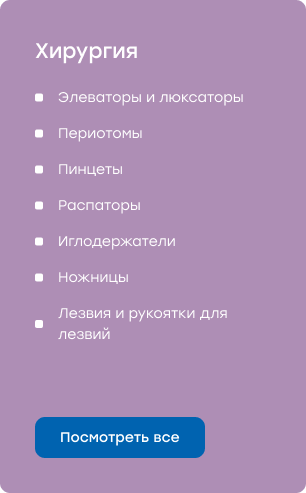 Хирургия
Элеваторы и люксаторы
Периотомы
Пинцеты
Распаторы
Иглодержатели
Ножницы
Лезвия и рукоятки для
лезвий
Посмотреть все